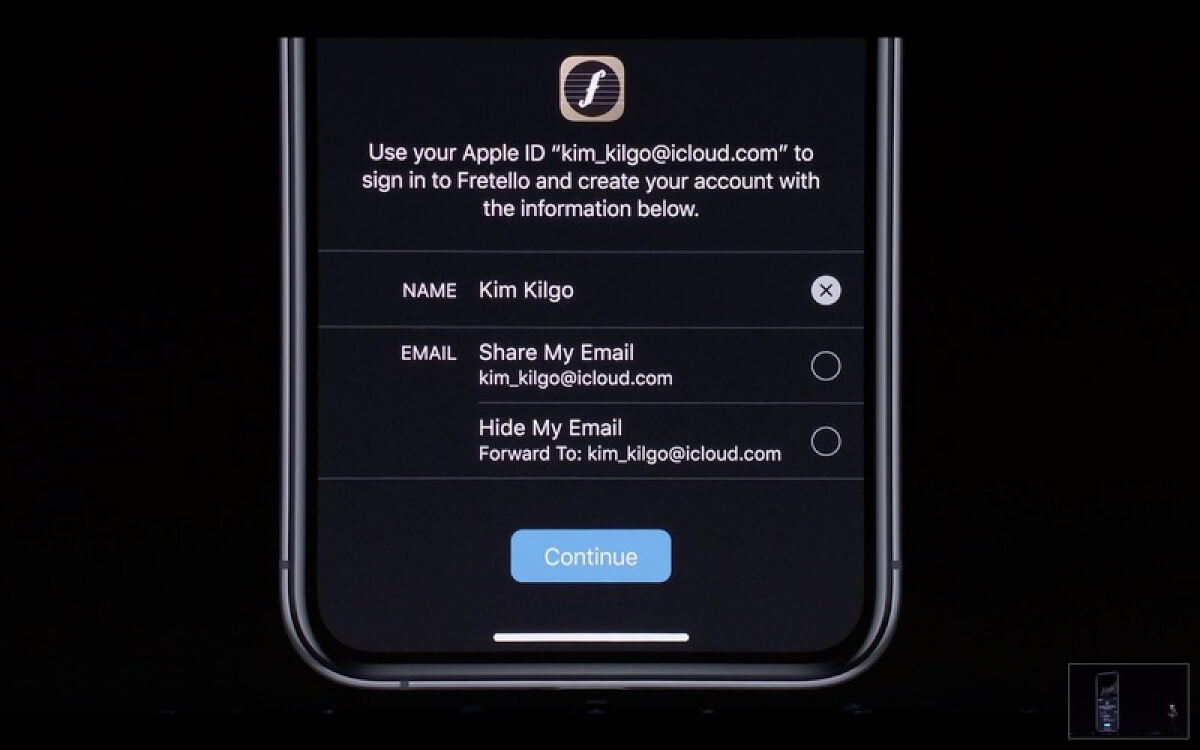 f
Use your Apple ID “kim_kilgo@icloud.com” to
sign in to Fretello and create your account with
the information below.
NAME Kim Kilgo
EMAIL Share My Email
kim_kilgo@icloud.com
Hide My Email
Forward To: kim_kilgo@icloud.com
Continue